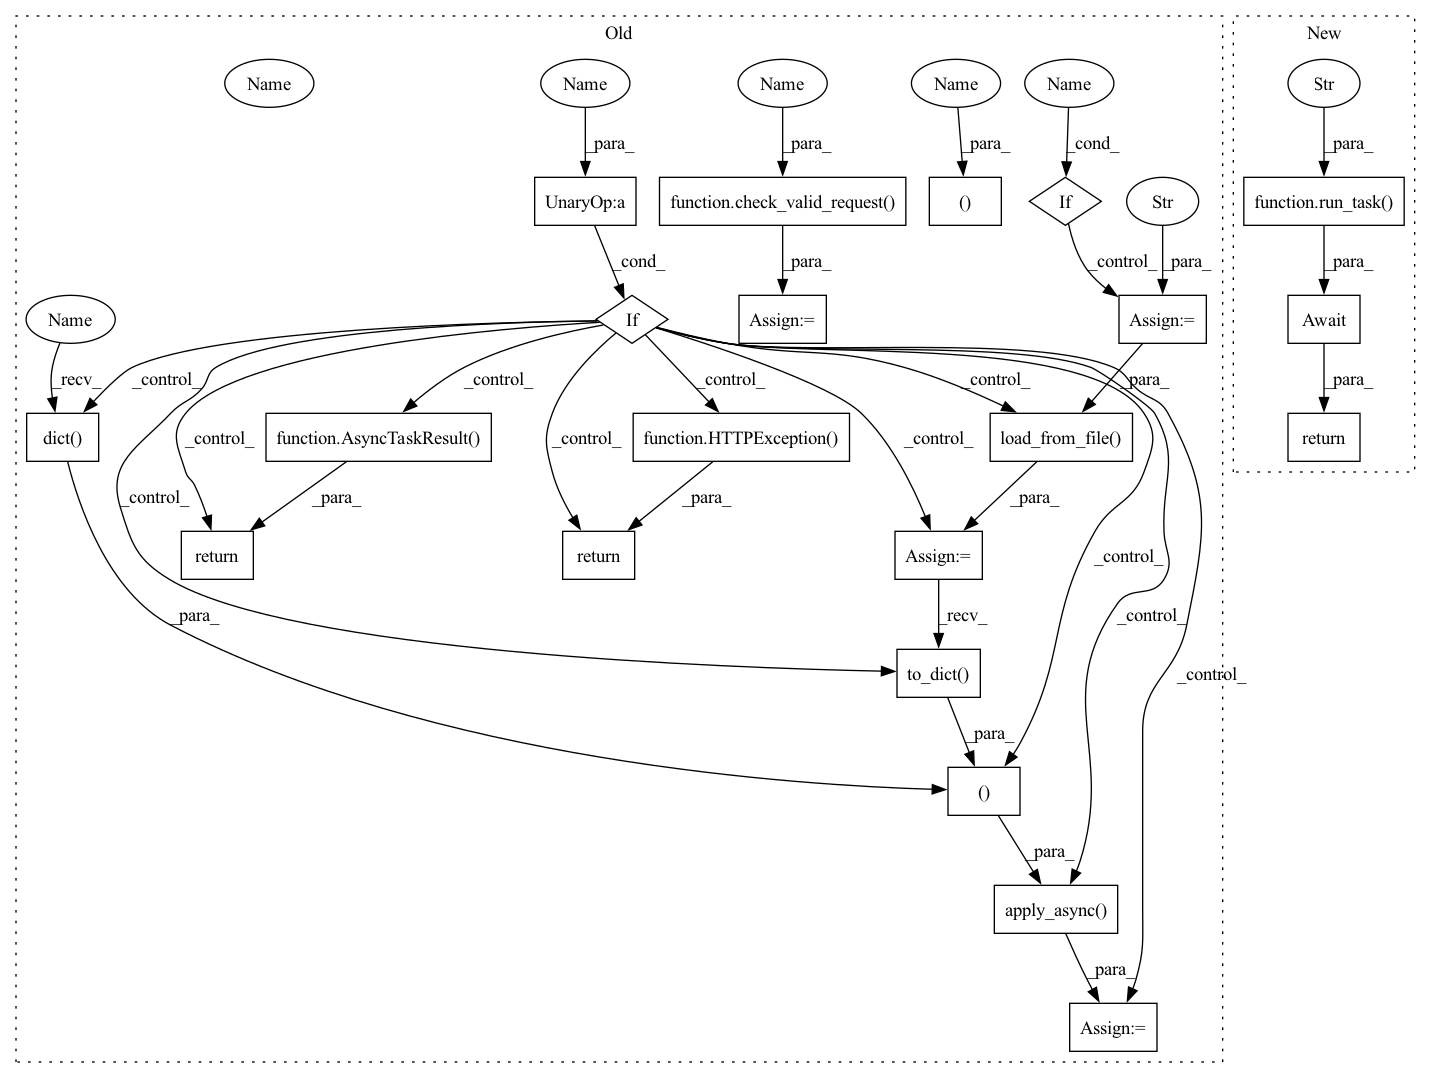 Old
New
Name
Name
Name
Name
Name
Str
_para_
_para_
_para_
_cond_
_para_
UnaryOp:a
function.check_valid_request()
()
If
Str
function.run_task()
_cond_
_para_
_control_
_para_
_para_
Name
If
Assign:=
Assign:=
Await
_recv_
_control_
_control_
_control_
_control_
_para_
_para_
dict()
function.AsyncTaskResult()
function.HTTPException()
load_from_file()
return
_control_
_control_
_para_
_control_
_para_
_control_
_para_
return
return
Assign:=
_control_
_para_
_recv_
_control_
to_dict()
_control_
_para_
()
_para_
apply_async()
_para_
Assign:=